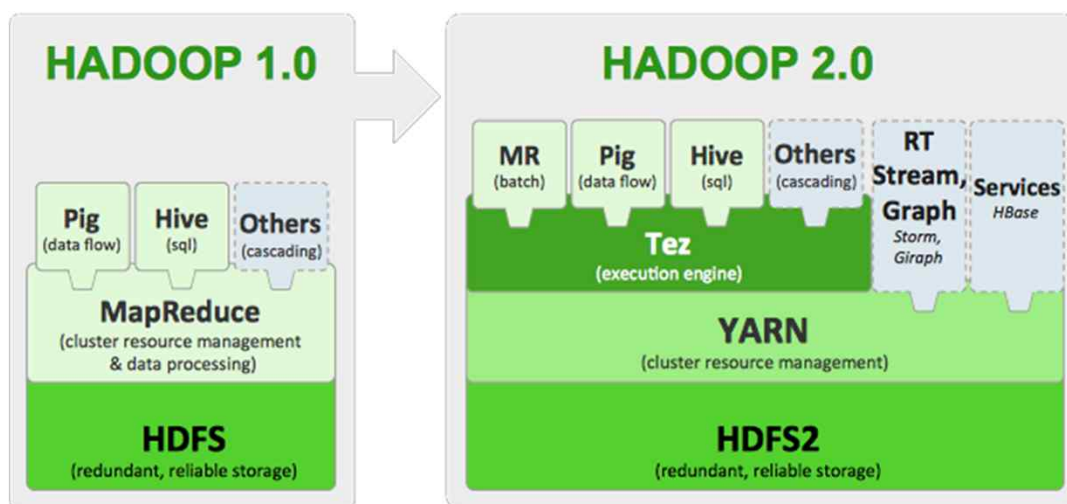 HADOOP 1.0
Pig
(data flow)
Hive
(sql)
Others
(cascading)
MapReduce
(cluster resource management
& data processing)
HDFS
(redundant, reliable storage)
HADOOP 2.0
MR
(batch)
Pig
(data flow)
Hive
(sql)
Others
(cascading)
RT
Stream,
Graph
Storm,
Giraph
Services
HBase
Tez
(execution engine)
YARN
(cluster resource management)
HDFS2
(redundant, reliable storage)